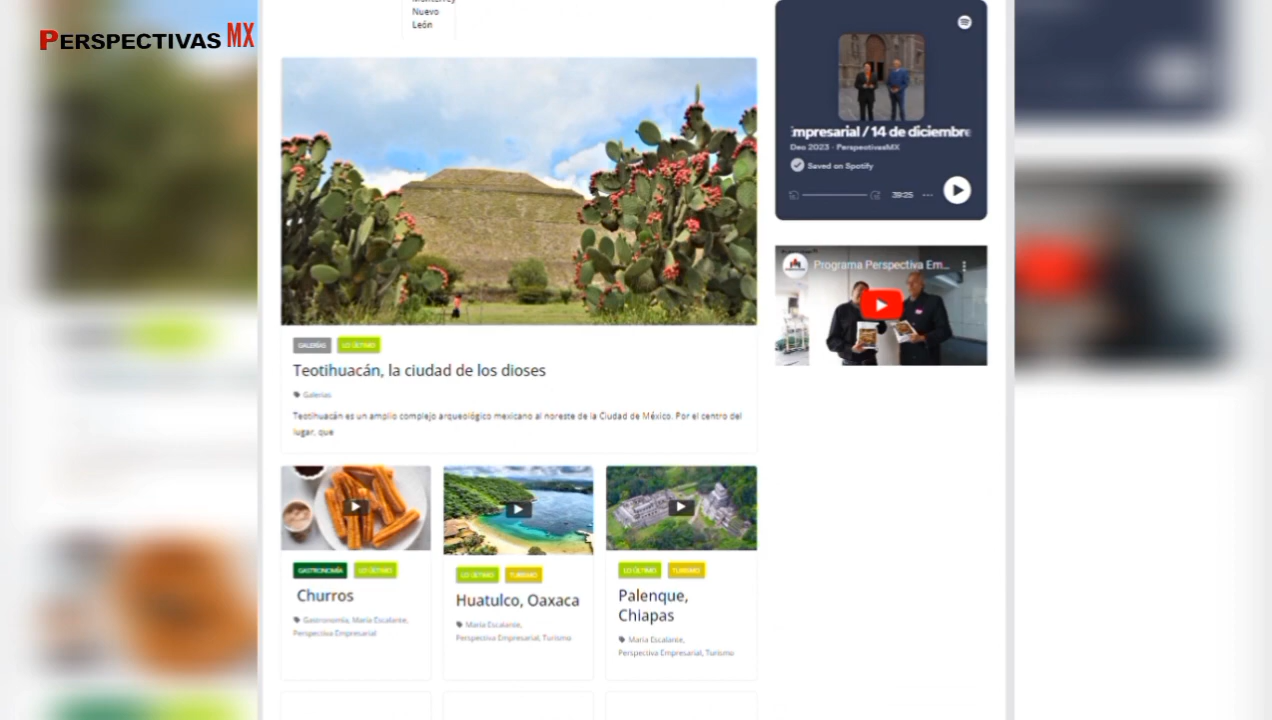 PERSPECTIVAS MX
Monterrey
Nuevo
León
GALERÍAS LO ÚLTIMO
Teotihuacán, la ciudad de los dioses
Galerías
Teotihuacán es un amplio complejo arqueológico mexicano al noreste de la Ciudad de México. Por el centro del
lugar, que
GASTRONOMÍA LO ÚLTIMO
Churros
Gastronomía, María Escalante,
Perspectiva Empresarial
LO ÚLTIMO TURISMO
Huatulco, Oaxaca
María Escalante,
Perspectiva Empresarial, Turismo
LO ÚLTIMO TURISMO
Palenque,
Chiapas
María Escalante,
Perspectiva Empresarial, Turismo
Empresarial / 14 de diciembre
Dec 2023 · PerspectivasMX
Saved on Spotify
39:25
Programa Perspectiva Em...